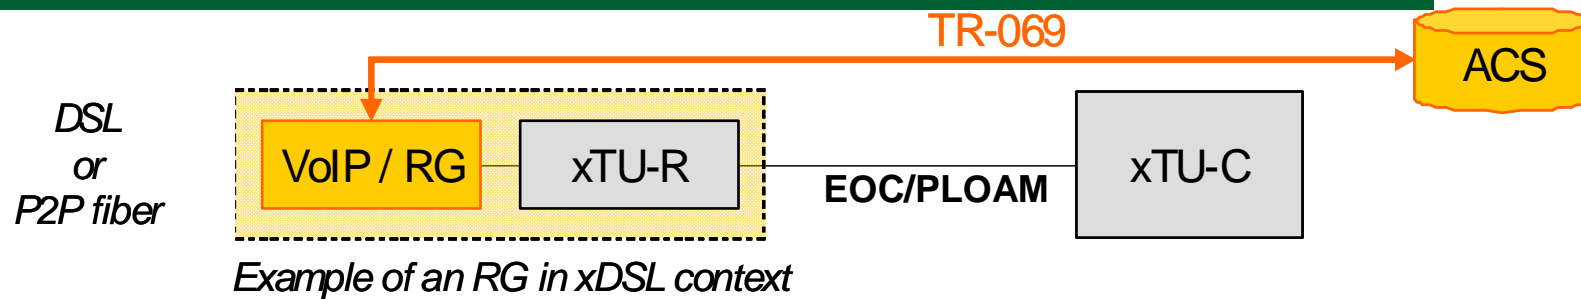 TR-069
ACS
DSL
or
P2P fiber
VoIP / RG
xTU-R
EOC/PLOAM
xTU-C
Example of an RG in xDSL context